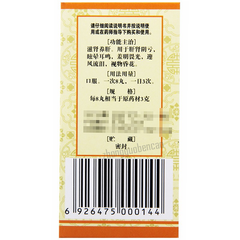 请仔细阅读说明书并按说明使
用或在药师指导下购买和使用。
[功能主治]
滋肾养肝。用于肝肾阴亏，
眩晕耳鸣，羞明畏光，迎
风流泪，视物昏花。
[用法用量]
口服。一次8丸，一日3次。
[规 格]
每8丸相当于原药材3克
[贮 藏]
密封。
6 926475 000144